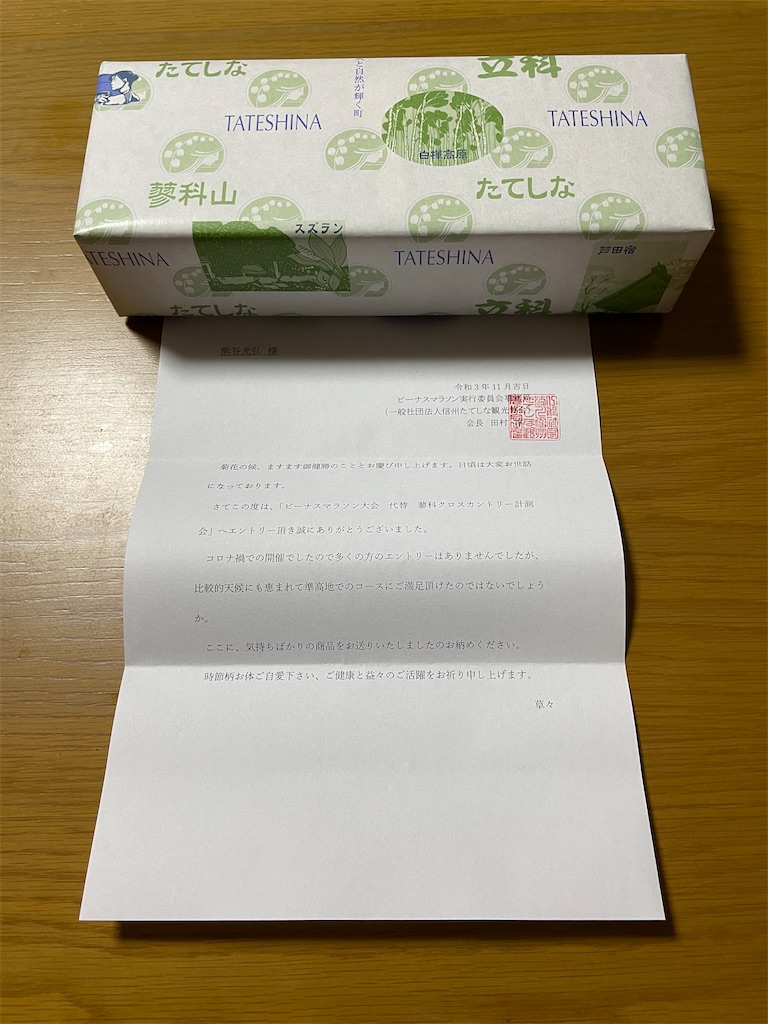 たてしな
と自然が輝く町
立科
TATESHINA
TATESHINA
白樺高原
蓼科山
たてしな
スズラン
TATESHINA
芦田宿
TESHINA
たてしな
立科
熊谷光弘 様
令和3年11月吉日
ビーナスマラソン実行委員会事務局
(一般社団法人信州たてしな観光協会)
会長 田村
菊花の候、ますます御健勝のこととお慶び申し上げます。日頃は大変お世話
になっております。
さてこの度は、「ビーナスマラソン大会 代替 蓼科クロスカントリー計測
会」へエントリー頂き誠にありがとうございました。
コロナ禍での開催でしたので多くの方のエントリーはありませんでしたが、
比較的天候にも恵まれて準高地でのコースにご満足頂けたのではないでしょう
か。
ここに、気持ちばかりの商品をお送りいたしましたのお納めください。
時節柄お体ご自愛下さい、ご健康と益々のご活躍をお祈り申し上げます。
草々